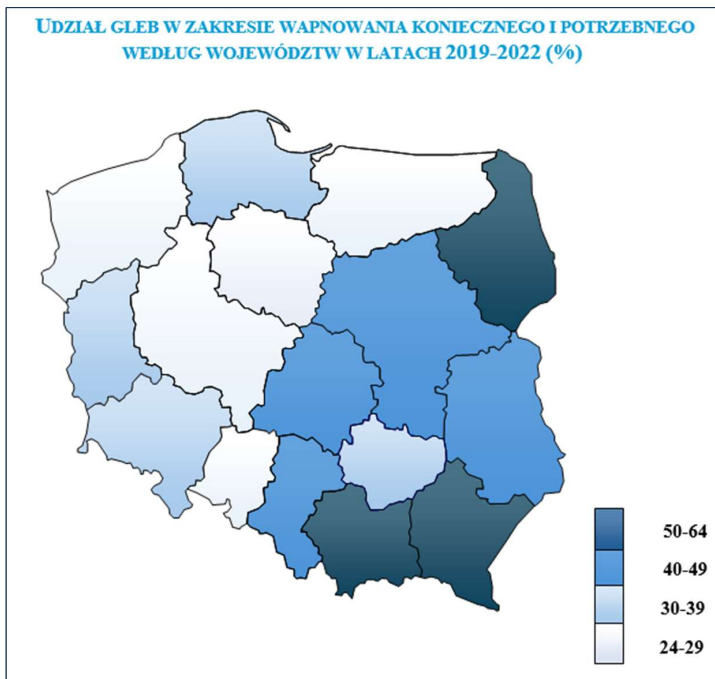 UDZIAŁ GLEB W ZAKRESIE WAPNOWANIA KONIECZNEGO I POTRZEBNEGO
WEDŁUG WOJEWÓDZTW W LATACH 2019-2022 (%)
50-64
40-49
30-39
24-29